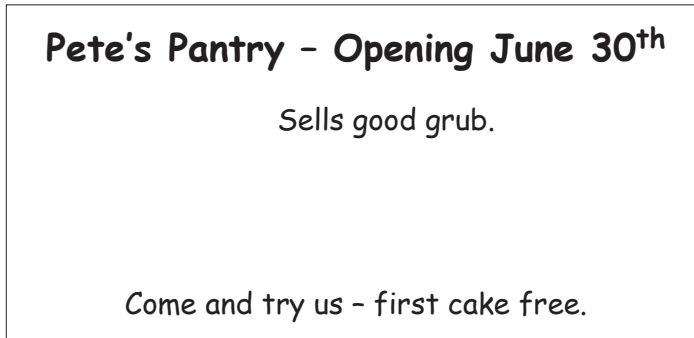 Pete's Pantry – Opening June 30th
Sells good grub.
Come and try us – first cake free.